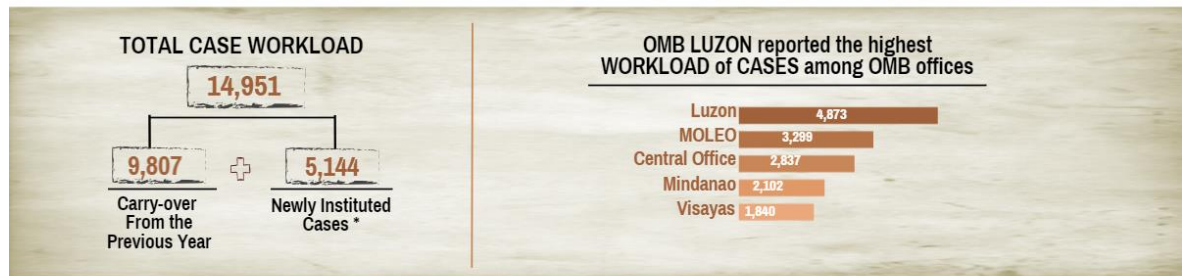 TOTAL CASE WORKLOAD
14,951
9,807
5,144
Carry-over
From the
Previous Year
Newly Instituted
Cases *
OMB LUZON reported the highest
WORKLOAD of CASES among OMB offices
Luzon 4,873
MOLEO 3,299
Central Office 2,837
Mindanao 2,102
Visayas 1,840